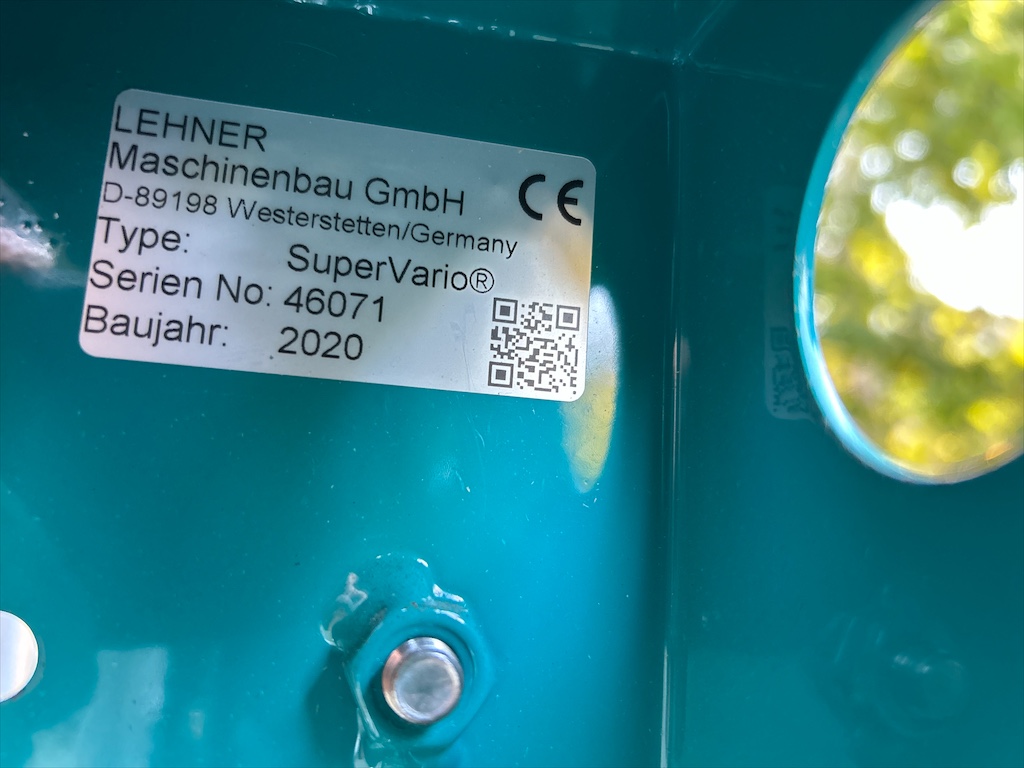 LEHNER
Maschinenbau GmbH
CE
D-89198 Westerstetten/Germany
Type: SuperVario®
Serien No: 46071
Baujahr: 2020